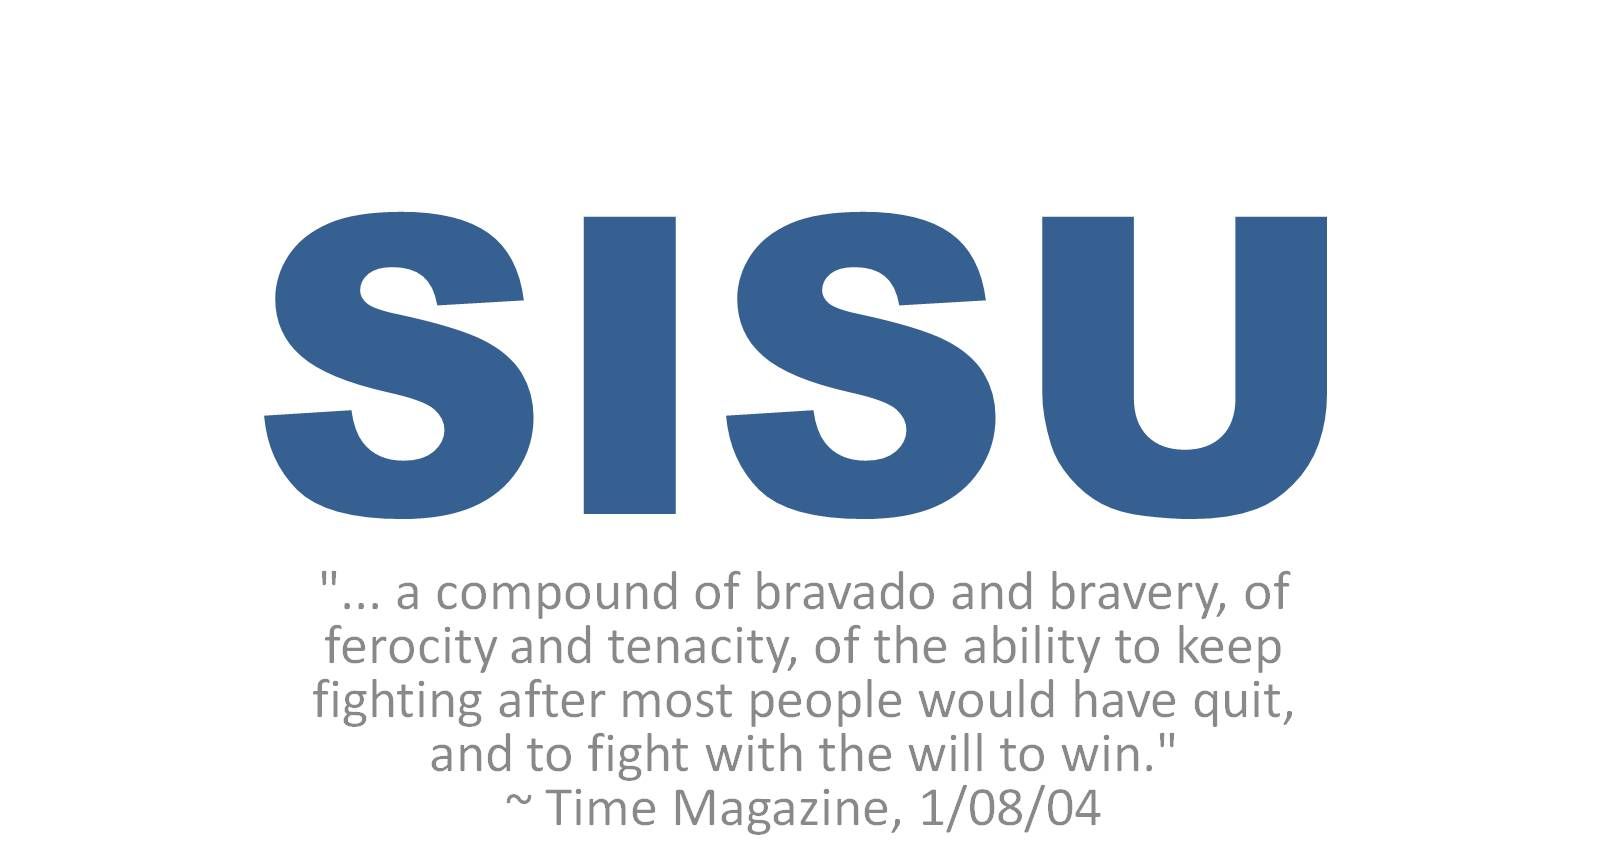 SISU
"... a compound of bravado and bravery, of
ferocity and tenacity, of the ability to keep
fighting after most people would have quit,
and to fight with the will to win."
~ Time Magazine, 1/08/04